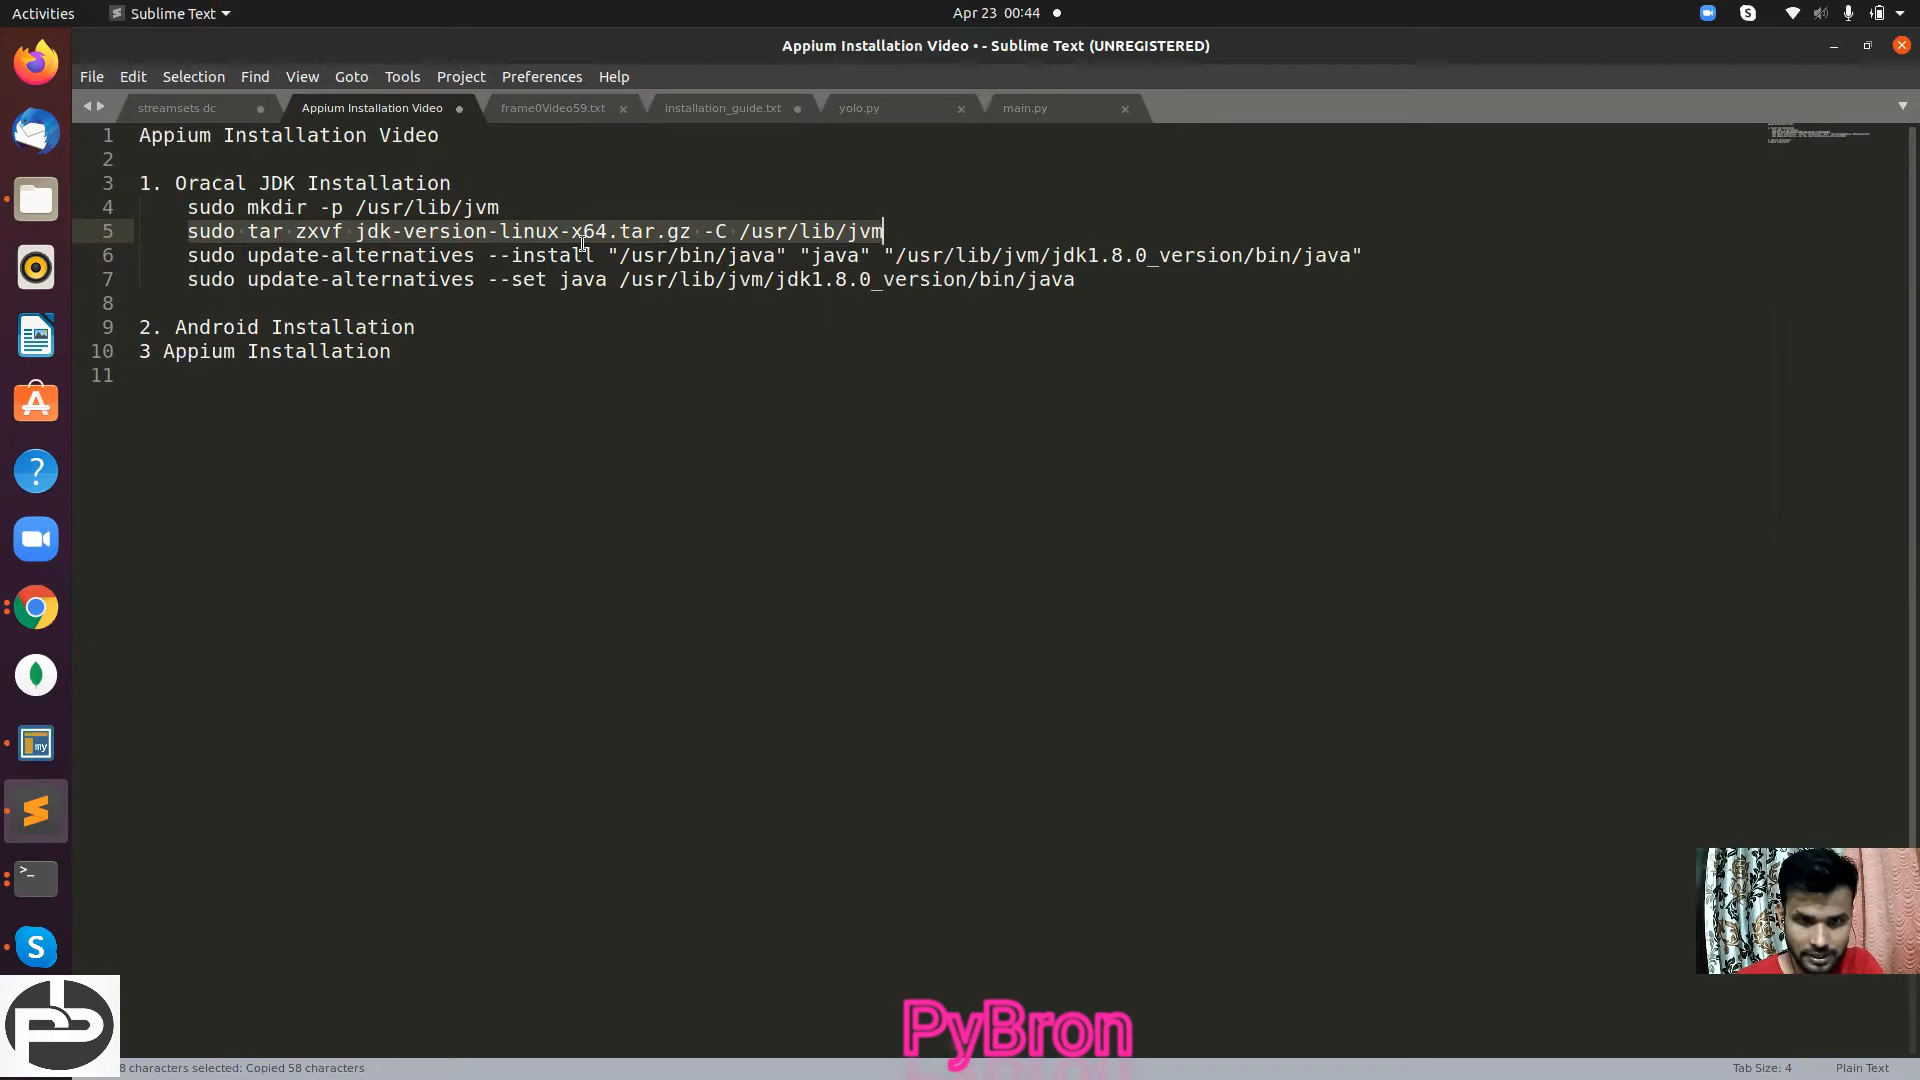 Activities
Sublime Text
Apr 23 00:44
Appium Installation Video • - Sublime Text (UNREGISTERED)
File Edit Selection Find View Goto Tools Project Preferences Help
streamsets dc
Appium Installation Video
frame0Video59.txt
installation_guide.txt
yolo.py
main.py
1 Appium Installation Video
2
3 1. Oracal JDK Installation
4 sudo mkdir -p /usr/lib/jvm
5 sudo tar zxvf jdk-version-linux-x64.tar.gz -C /usr/lib/jvm
6 sudo update-alternatives --install "/usr/bin/java" "java" "/usr/lib/jvm/jdk1.8.0_version/bin/java"
7 sudo update-alternatives --set java /usr/lib/jvm/jdk1.8.0_version/bin/java
8
9 2. Android Installation
10 3 Appium Installation
11
my
PyBron
8 characters selected: Copied 58 characters
Tab Size: 4
Plain Text